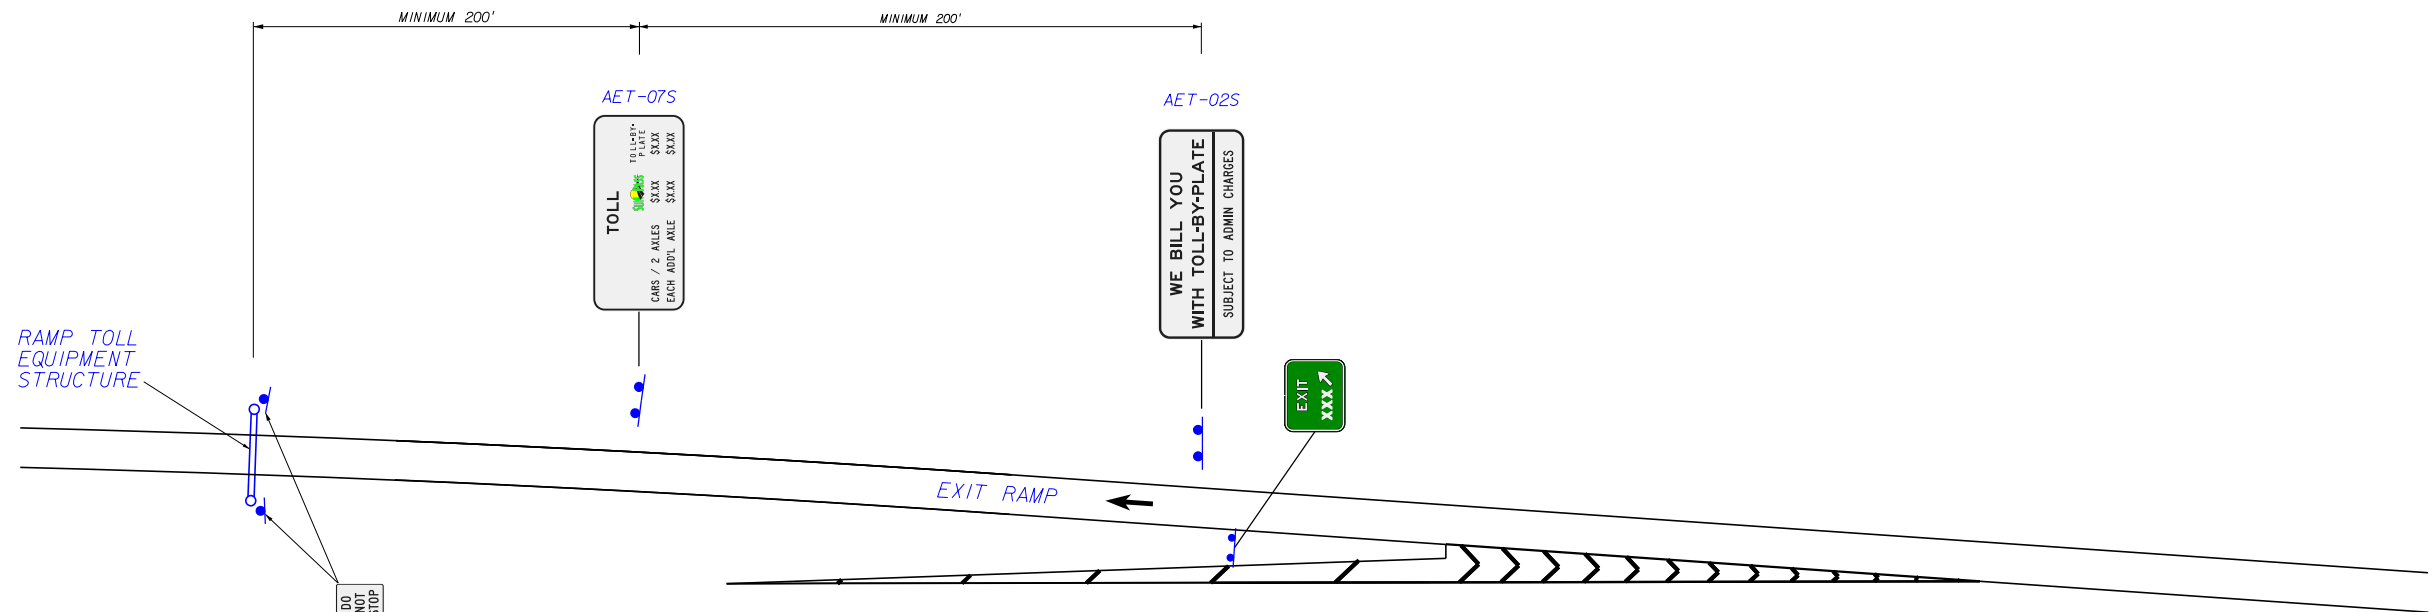 MINIMUM 200'
MINIMUM 200'
AET-07S
TOLL
SUNPASS TOLL-BY-
PLATE
CARS / 2 AXLES $X.XX $X.XX
EACH ADD'L AXLE $X.XX $X.XX
AET-02S
WE BILL YOU
WITH TOLL-BY-PLATE
SUBJECT TO ADMIN CHARGES
EXIT
XXX
RAMP TOLL
EQUIPMENT
STRUCTURE
EXIT RAMP
DO
NOT
STOP